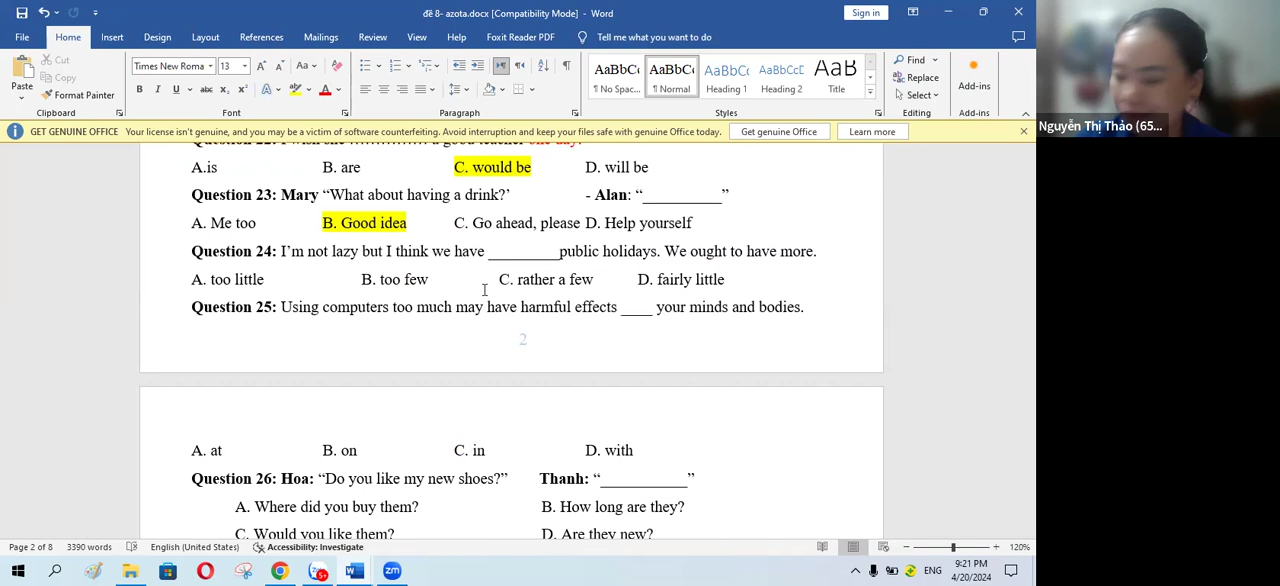 đề 8- azota.docx [Compatibility Mode] - Word
Sign in
File Home Insert Design Layout References Mailings Review View Help Foxit Reader PDF Tell me what you want to do
Paste
Cut
Copy
Format Painter
Times New Roma 13
Clipboard Font Paragraph Styles Editing Add-ins
AaBbCc ¶ No Spac...
AaBbCc ¶ Normal
AaBbCc Heading 1
AaBbCcD Heading 2
AaB Title
Find
Replace
Select
Add-ins
GET GENUINE OFFICE Your license isn't genuine, and you may be a victim of software counterfeiting. Avoid interruption and keep your files safe with genuine Office today. Get genuine Office Learn more
Nguyễn Thị Thảo (65...
A.is B. are C. would be D. will be
Question 23: Mary “What about having a drink?’ - Alan: “__________”
A. Me too B. Good idea C. Go ahead, please D. Help yourself
Question 24: I’m not lazy but I think we have _________public holidays. We ought to have more.
A. too little B. too few C. rather a few D. fairly little
Question 25: Using computers too much may have harmful effects ____ your minds and bodies.
2
A. at B. on C. in D. with
Question 26: Hoa: “Do you like my new shoes?” Thanh: “___________”
A. Where did you buy them? B. How long are they?
C. Would you like them? D. Are they new?
Page 2 of 8 3390 words English (United States) Accessibility: Investigate 120%
9:21 PM
ENG
4/20/2024